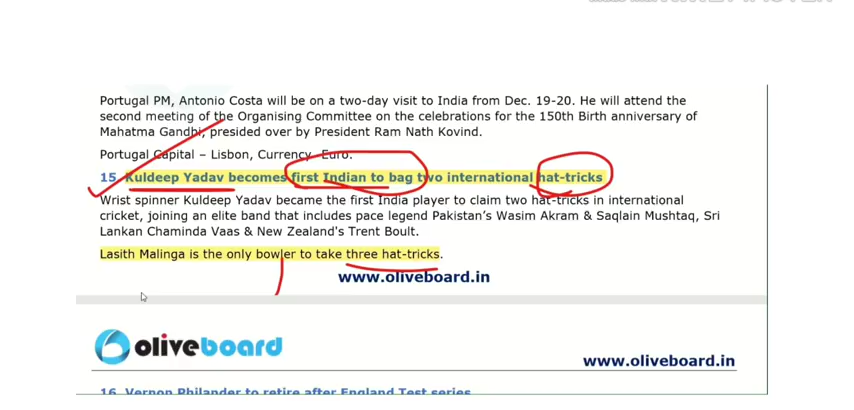 Portugal PM, Antonio Costa will be on a two-day visit to India from Dec. 19-20. He will attend the
second meeting of the Organising Committee on the celebrations for the 150th Birth anniversary of
Mahatma Gandhi, presided over by President Ram Nath Kovind.
Portugal Capital – Lisbon, Currency- Euro.
15. Kuldeep Yadav becomes first Indian to bag two international hat-tricks
Wrist spinner Kuldeep Yadav became the first India player to claim two hat-tricks in international
cricket, joining an elite band that includes pace legend Pakistan's Wasim Akram & Saqlain Mushtaq, Sri
Lankan Chaminda Vaas & New Zealand's Trent Boult.
Lasith Malinga is the only bowler to take three hat-tricks.
www.oliveboard.in
oliveboard
www.oliveboard.in
16. Vernon Philander to retire after England Test series